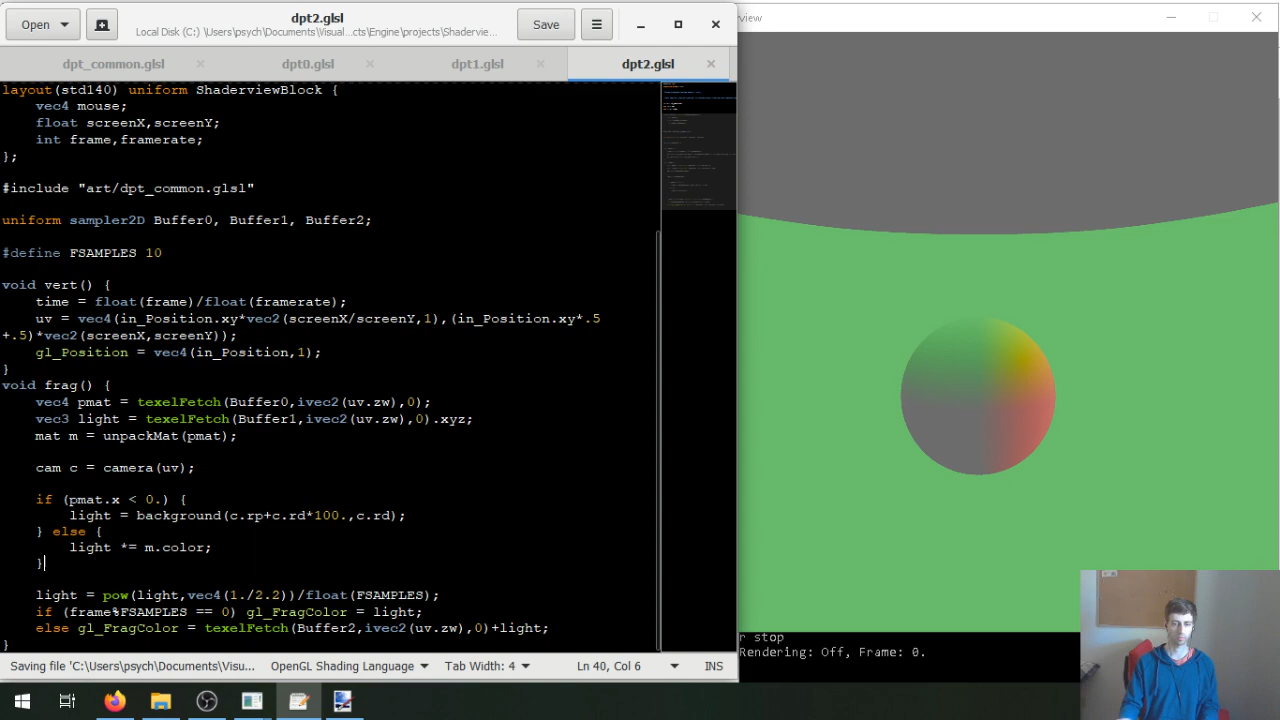 Open
dpt2.glsl
Local Disk (C:) \Users\psych\Documents\Visual...cts\Engine\projects\Shadervie...
Save
erview
dpt_common.glsl
dpt0.glsl
dpt1.glsl
dpt2.glsl
layout(std140) uniform ShaderviewBlock {
    vec4 mouse;
    float screenX,screenY;
    int frame,framerate;
};
#include "art/dpt_common.glsl"
uniform sampler2D Buffer0, Buffer1, Buffer2;
#define FSAMPLES 10
void vert() {
    time = float(frame)/float(framerate);
    uv = vec4(in_Position.xy*vec2(screenX/screenY,1),(in_Position.xy*.5
+.5)*vec2(screenX,screenY));
    gl_Position = vec4(in_Position,1);
}
void frag() {
    vec4 pmat = texelFetch(Buffer0,ivec2(uv.zw),0);
    vec3 light = texelFetch(Buffer1,ivec2(uv.zw),0).xyz;
    mat m = unpackMat(pmat);
    cam c = camera(uv);
    if (pmat.x < 0.) {
        light = background(c.rp+c.rd*100.,c.rd);
    } else {
        light *= m.color;
    }
    light = pow(light,vec4(1./2.2))/float(FSAMPLES);
    if (frame%FSAMPLES == 0) gl_FragColor = light;
    else gl_FragColor = texelFetch(Buffer2,ivec2(uv.zw),0)+light;
}
r stop
Rendering: Off, Frame: 0.
Saving file 'C:\Users\psych\Documents\Visu...
OpenGL Shading Language
Tab Width: 4
Ln 40, Col 6
INS